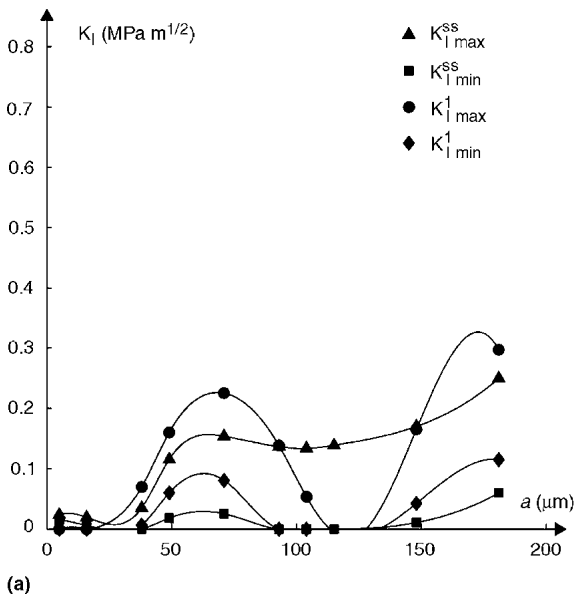 K_I (MPa m^1/2)
K^ss_I max
K^ss_I min
K^1_I max
K^1_I min
0.8
0.7
0.6
0.5
0.4
0.3
0.2
0.1
0
a (μm)
0 50 100 150 200
(a)